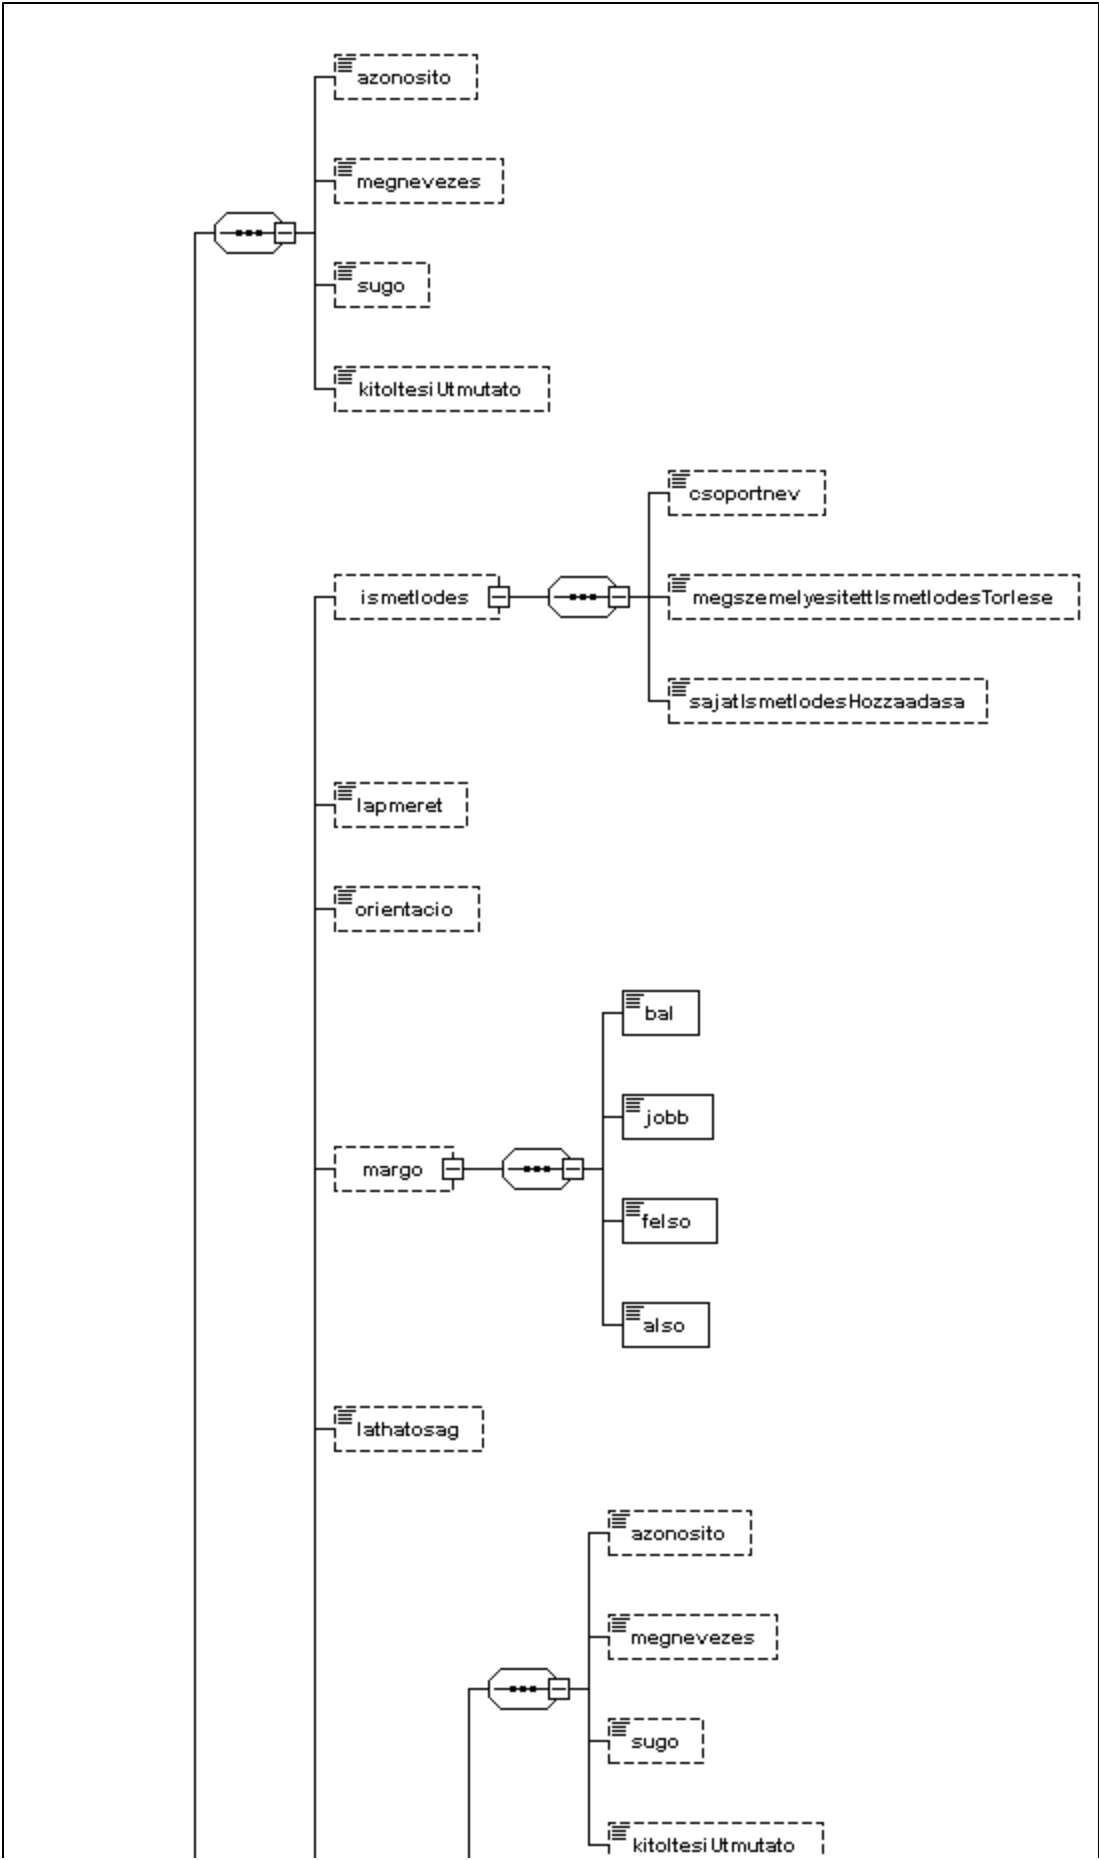 azonosito
megnevezes
sugo
kitoltesiUtmutato
csoportnev
ismetlodes
megszemelyesitettIsmetlodesTorlese
sajatIsmetlodesHozzaadasa
lapmeret
orientacio
bal
jobb
margo
felso
also
lathatosag
azonosito
megnevezes
sugo
kitoltesiUtmutato